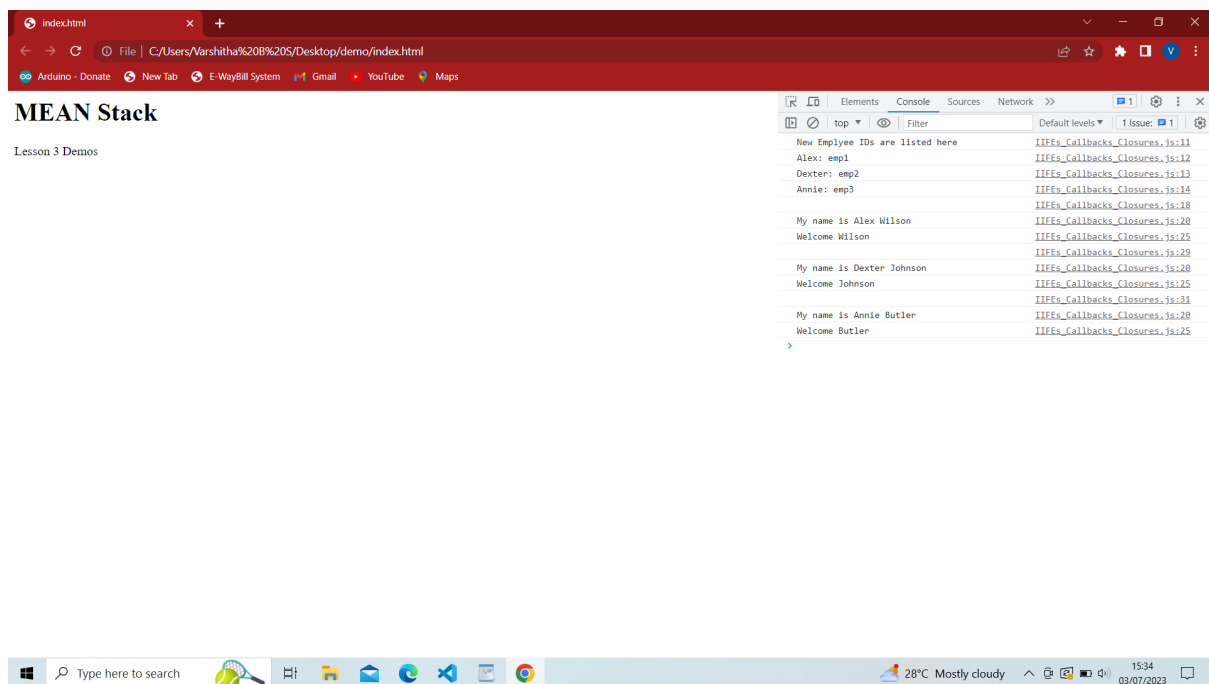 index.html
File | C:/Users/Varshitha%20B%20S/Desktop/demo/index.html
Arduino - Donate New Tab E-WayBill System Gmail YouTube Maps
MEAN Stack
Lesson 3 Demos
Elements Console Sources Network 1
top Filter Default levels 1 Issue: 1
New Emplyee IDs are listed here IIFEs_Callbacks_Closures.js:11
Alex: emp1 IIFEs_Callbacks_Closures.js:12
Dexter: emp2 IIFEs_Callbacks_Closures.js:13
Annie: emp3 IIFEs_Callbacks_Closures.js:14
IIFEs_Callbacks_Closures.js:18
My name is Alex Wilson IIFEs_Callbacks_Closures.js:20
Welcome Wilson IIFEs_Callbacks_Closures.js:25
IIFEs_Callbacks_Closures.js:29
My name is Dexter Johnson IIFEs_Callbacks_Closures.js:20
Welcome Johnson IIFEs_Callbacks_Closures.js:25
IIFEs_Callbacks_Closures.js:31
My name is Annie Butler IIFEs_Callbacks_Closures.js:20
Welcome Butler IIFEs_Callbacks_Closures.js:25
Type here to search
28°C Mostly cloudy
15:34
03/07/2023
V